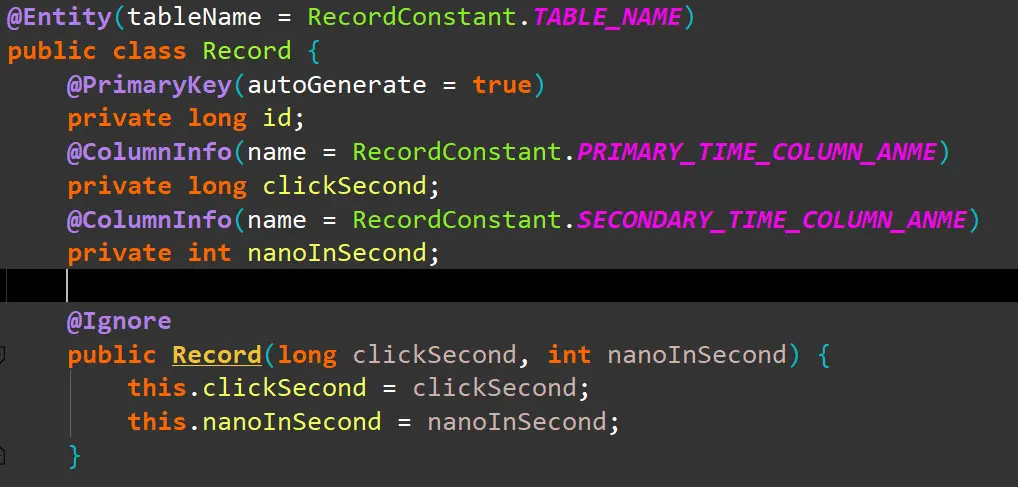 @Entity(tableName = RecordConstant.TABLE_NAME)
public class Record {
@PrimaryKey(autoGenerate = true)
private long id;
@ColumnInfo(name = RecordConstant.PRIMARY_TIME_COLUMN_ANME)
private long clickSecond;
@ColumnInfo(name = RecordConstant.SECONDARY_TIME_COLUMN_ANME)
private int nanoInSecond;
@Ignore
public Record(long clickSecond, int nanoInSecond) {
this.clickSecond = clickSecond;
this.nanoInSecond = nanoInSecond;
}